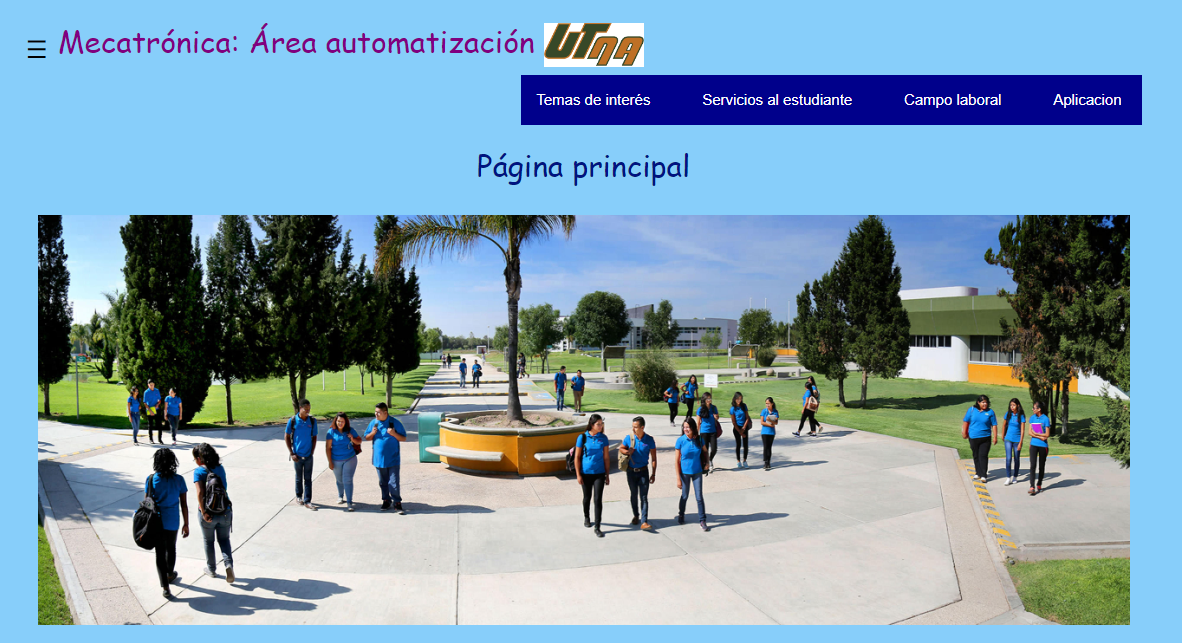 ☰ Mecatrónica: Área automatización UTNA
Temas de interés Servicios al estudiante Campo laboral Aplicacion
Página principal